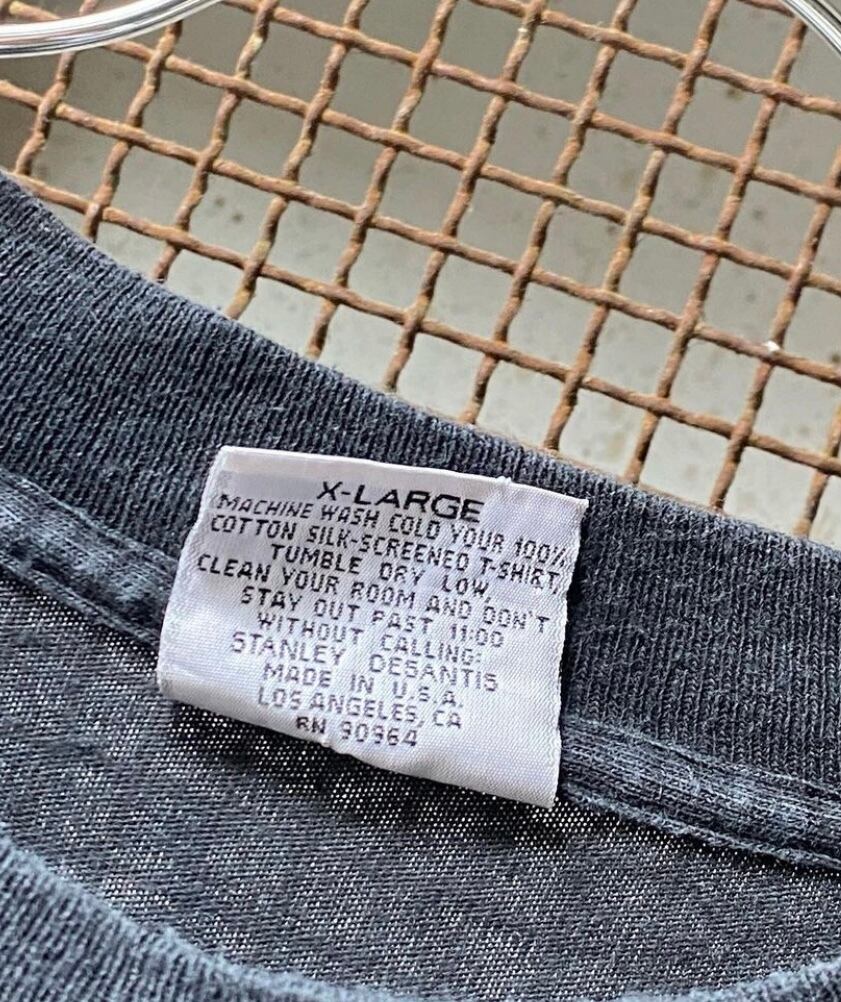 X-LARGE
MACHINE WASH COLD YOUR 100%
COTTON SILK-SCREENED T-SHIRT,
TUMBLE DRY LOW,
CLEAN YOUR ROOM AND DON'T
STAY OUT PAST 11:00
WITHOUT CALLING:
STANLEY DESANTIS
MADE IN U.S.A.
LOS ANGELES, CA
RN 90964